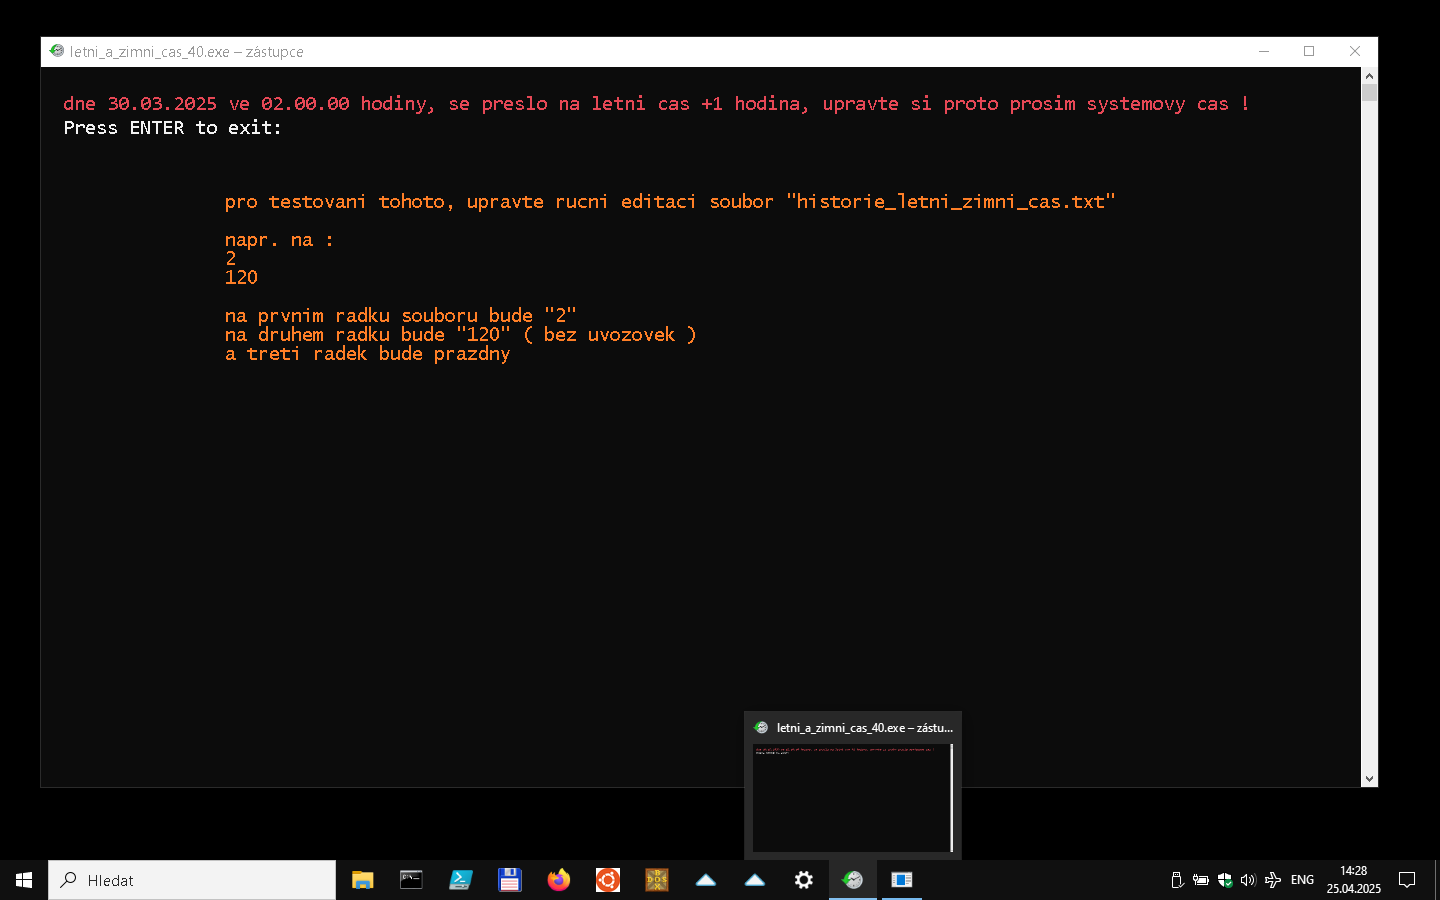 letni_a_zimni_cas_40.exe – zástupce
dne 30.03.2025 ve 02.00.00 hodiny, se preslo na letni cas +1 hodina, upravte si proto prosim systemovy cas !
Press ENTER to exit:
pro testovani tohoto, upravte rucni editaci soubor "historie_letni_zimni_cas.txt"
napr. na :
2
120
na prvnim radku souboru bude "2"
na druhem radku bude "120" ( bez uvozovek )
a treti radek bude prazdny
letni_a_zimni_cas_40.exe – zástu...
Hledat
DOS
ENG
14:28
25.04.2025